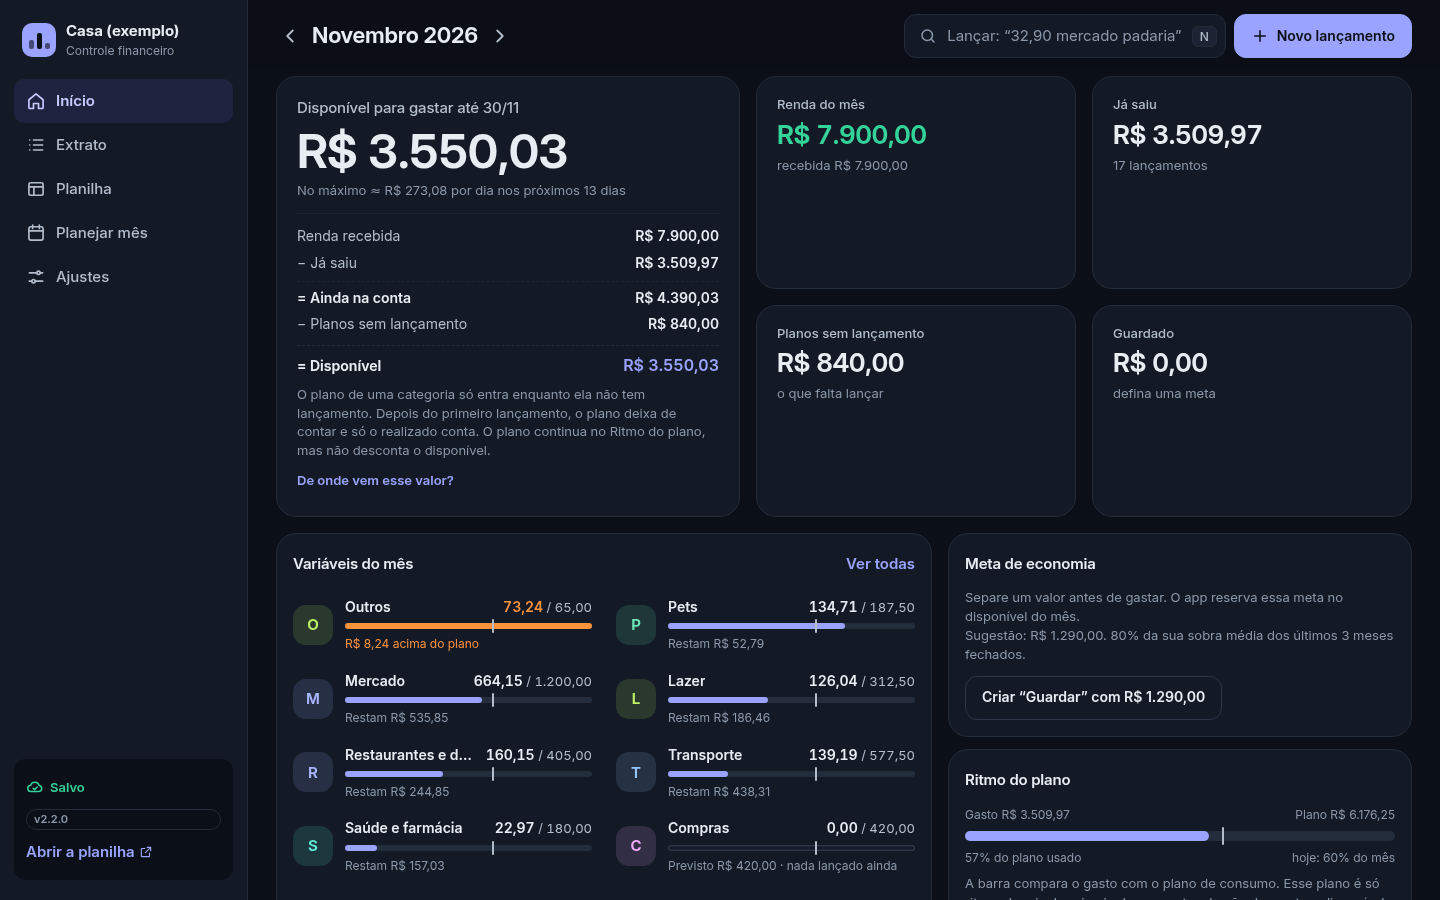 Casa (exemplo)
Controle financeiro
Início
Extrato
Planilha
Planejar mês
Ajustes
Salvo
v2.2.0
Abrir a planilha
Novembro 2026
Lançar: “32,90 mercado padaria”
N
Novo lançamento
Disponível para gastar até 30/11
R$ 3.550,03
No máximo ≈ R$ 273,08 por dia nos próximos 13 dias
Renda recebida R$ 7.900,00
− Já saiu R$ 3.509,97
= Ainda na conta R$ 4.390,03
− Planos sem lançamento R$ 840,00
= Disponível R$ 3.550,03
O plano de uma categoria só entra enquanto ela não tem
lançamento. Depois do primeiro lançamento, o plano deixa de
contar e só o realizado conta. O plano continua no Ritmo do plano,
mas não desconta o disponível.
De onde vem esse valor?
Renda do mês
R$ 7.900,00
recebida R$ 7.900,00
Já saiu
R$ 3.509,97
17 lançamentos
Planos sem lançamento
R$ 840,00
o que falta lançar
Guardado
R$ 0,00
defina uma meta
Variáveis do mês
Ver todas
O
Outros 73,24 / 65,00
R$ 8,24 acima do plano
P
Pets 134,71 / 187,50
Restam R$ 52,79
M
Mercado 664,15 / 1.200,00
Restam R$ 535,85
L
Lazer 126,04 / 312,50
Restam R$ 186,46
R
Restaurantes e d… 160,15 / 405,00
Restam R$ 244,85
T
Transporte 139,19 / 577,50
Restam R$ 438,31
S
Saúde e farmácia 22,97 / 180,00
Restam R$ 157,03
C
Compras 0,00 / 420,00
Previsto R$ 420,00 · nada lançado ainda
Meta de economia
Separe um valor antes de gastar. O app reserva essa meta no
disponível do mês.
Sugestão: R$ 1.290,00. 80% da sua sobra média dos últimos 3 meses
fechados.
Criar “Guardar” com R$ 1.290,00
Ritmo do plano
Gasto R$ 3.509,97 Plano R$ 6.176,25
57% do plano usado hoje: 60% do mês
A barra compara o gasto com o plano de consumo. Esse plano é só